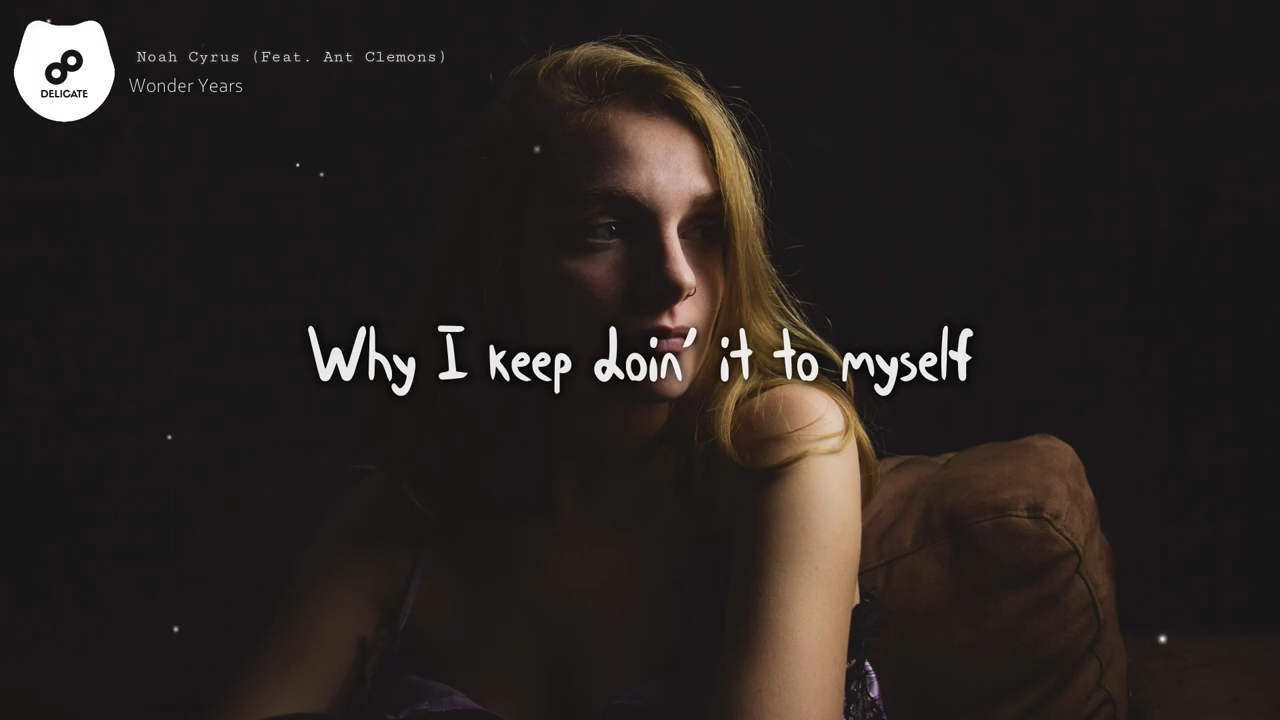 Noah Cyrus (Feat. Ant Clemons)
DELICATE
Wonder Years
Why I keep doin' it to myself